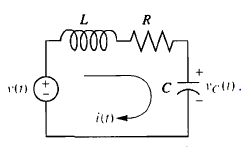 L R
v(t) + − C + v_C(t). −
i(t)